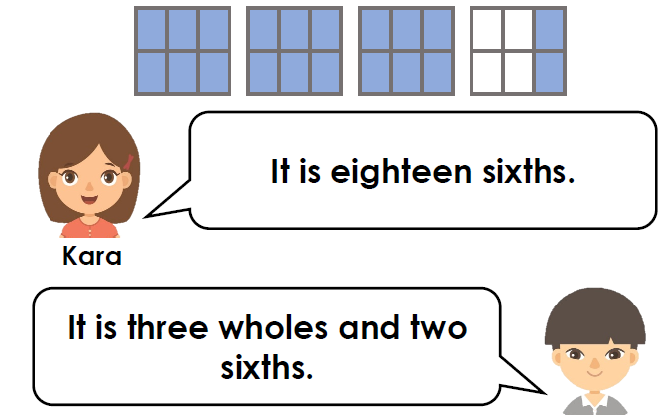 It is eighteen sixths.
Kara
It is three wholes and two
sixths.